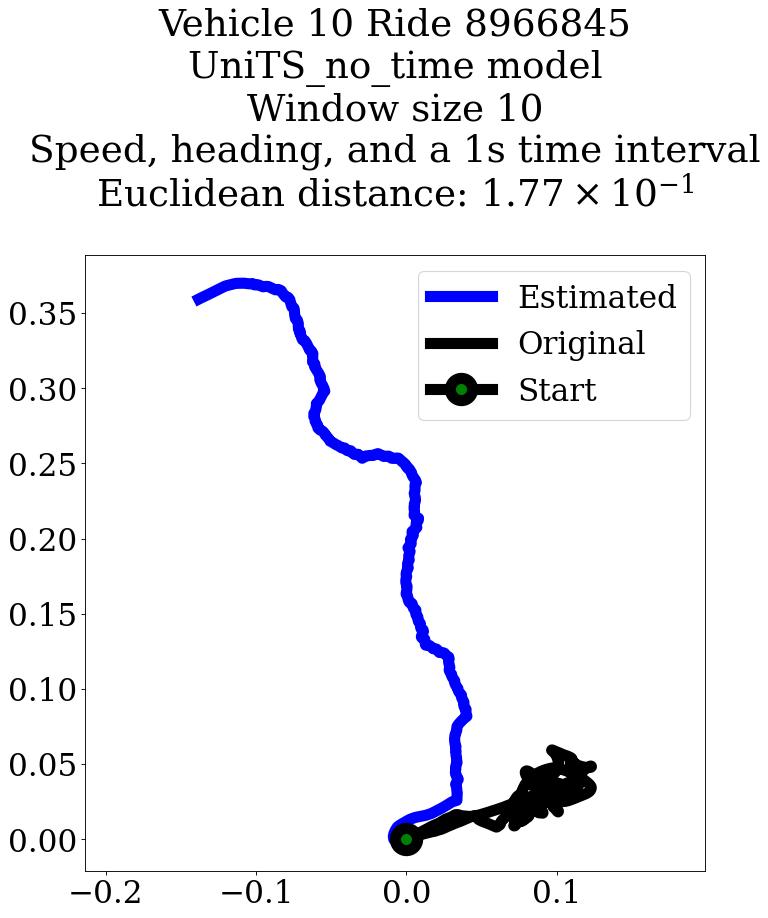 Vehicle 10 Ride 8966845
UniTS_no_time model
Window size 10
Speed, heading, and a 1s time interval
Euclidean distance: 1.77 × 10⁻¹
Estimated
Original
Start
0.35
0.30
0.25
0.20
0.15
0.10
0.05
0.00
−0.2 −0.1 0.0 0.1